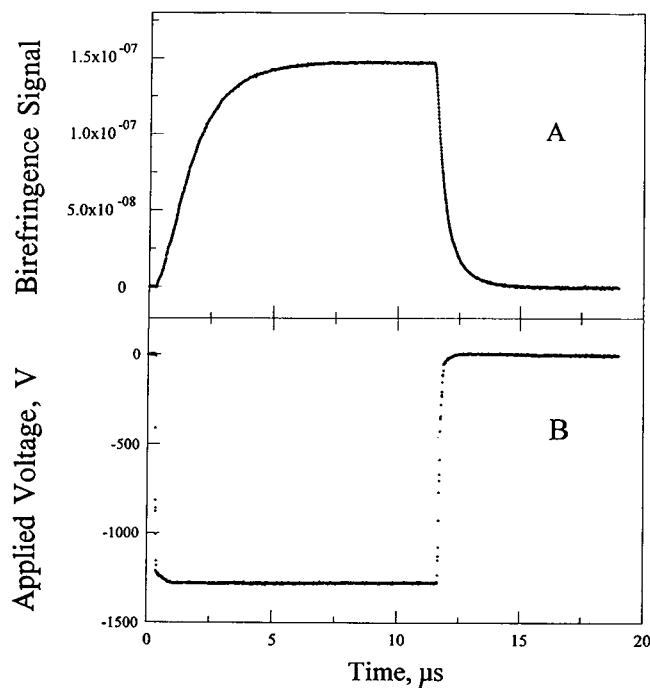 Birefringence Signal
1.5x10⁻⁰⁷
1.0x10⁻⁰⁷
5.0x10⁻⁰⁸
0
A
Applied Voltage, V
0
-500
-1000
-1500
B
0
5
10
15
20
Time, µs